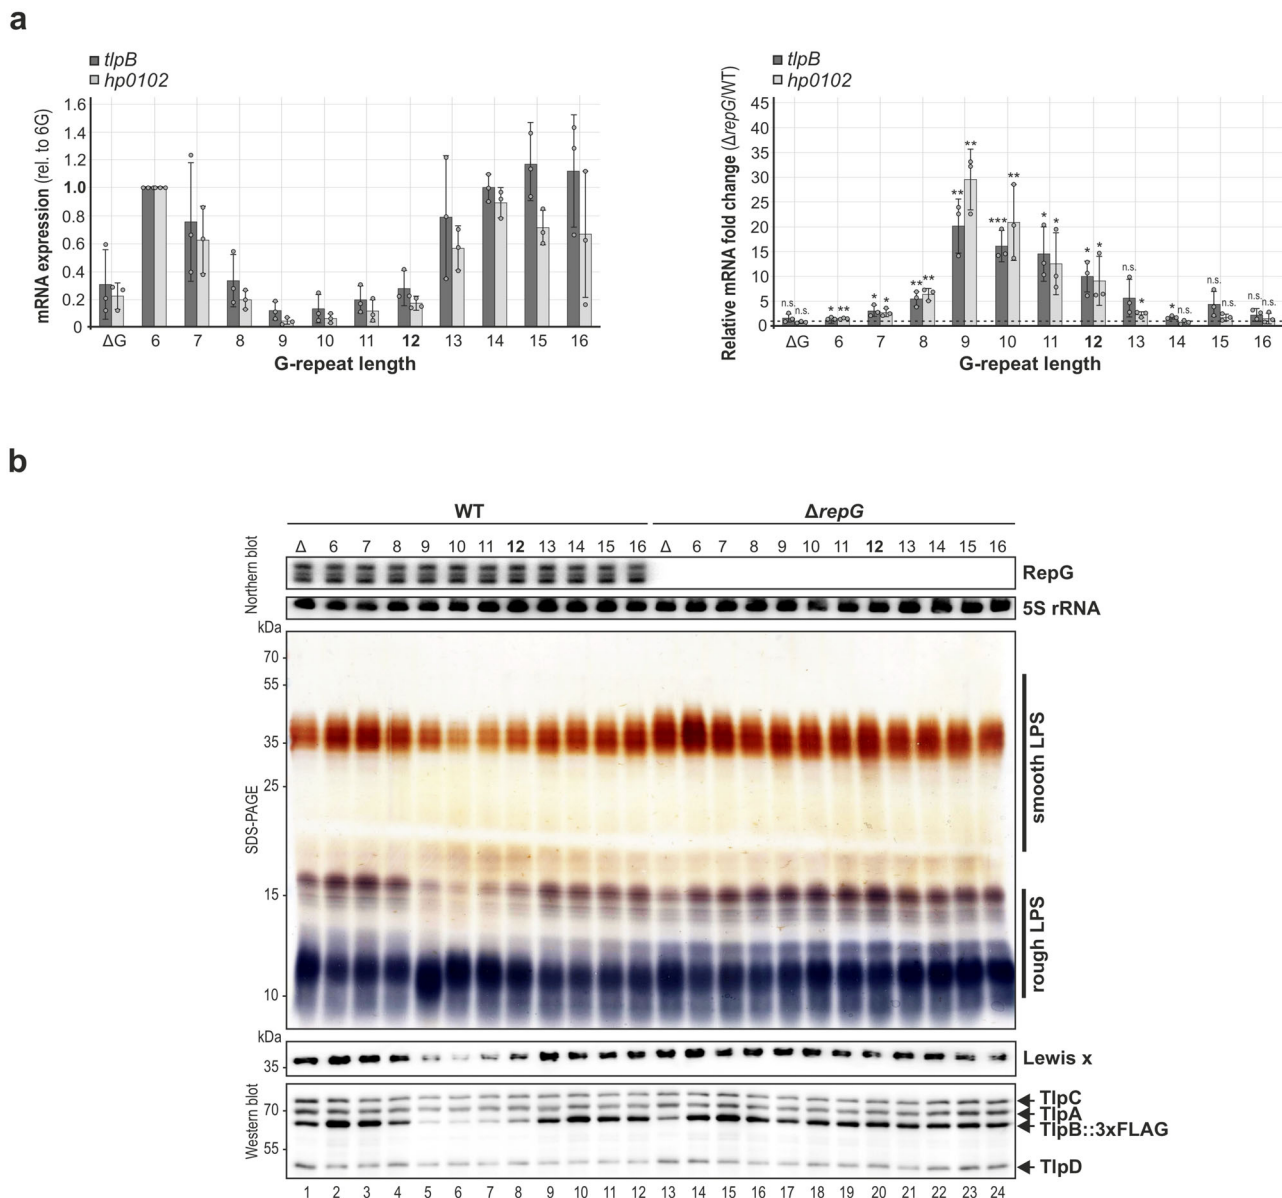 a
tlpB
hp0102
mRNA expression (rel. to 6G)
1.6
1.4
1.2
1.0
0.8
0.6
0.4
0.2
0
ΔG 6 7 8 9 10 11 12 13 14 15 16
G-repeat length
tlpB
hp0102
Relative mRNA fold change (ΔrepG/WT)
45
40
35
30
25
20
15
10
5
0
n.s. n.s. * ** * * ** ** ** ** *** ** * * * * n.s. * * n.s. n.s. n.s. n.s. n.s.
ΔG 6 7 8 9 10 11 12 13 14 15 16
G-repeat length
b
WT ΔrepG
Δ 6 7 8 9 10 11 12 13 14 15 16 Δ 6 7 8 9 10 11 12 13 14 15 16
Northern blot
RepG
5S rRNA
kDa
70
55
35
25
15
10
SDS-PAGE
smooth LPS
rough LPS
kDa
35
Lewis x
Western blot
70
55
TlpC
TlpA
TlpB::3xFLAG
TlpD
1 2 3 4 5 6 7 8 9 10 11 12 13 14 15 16 17 18 19 20 21 22 23 24